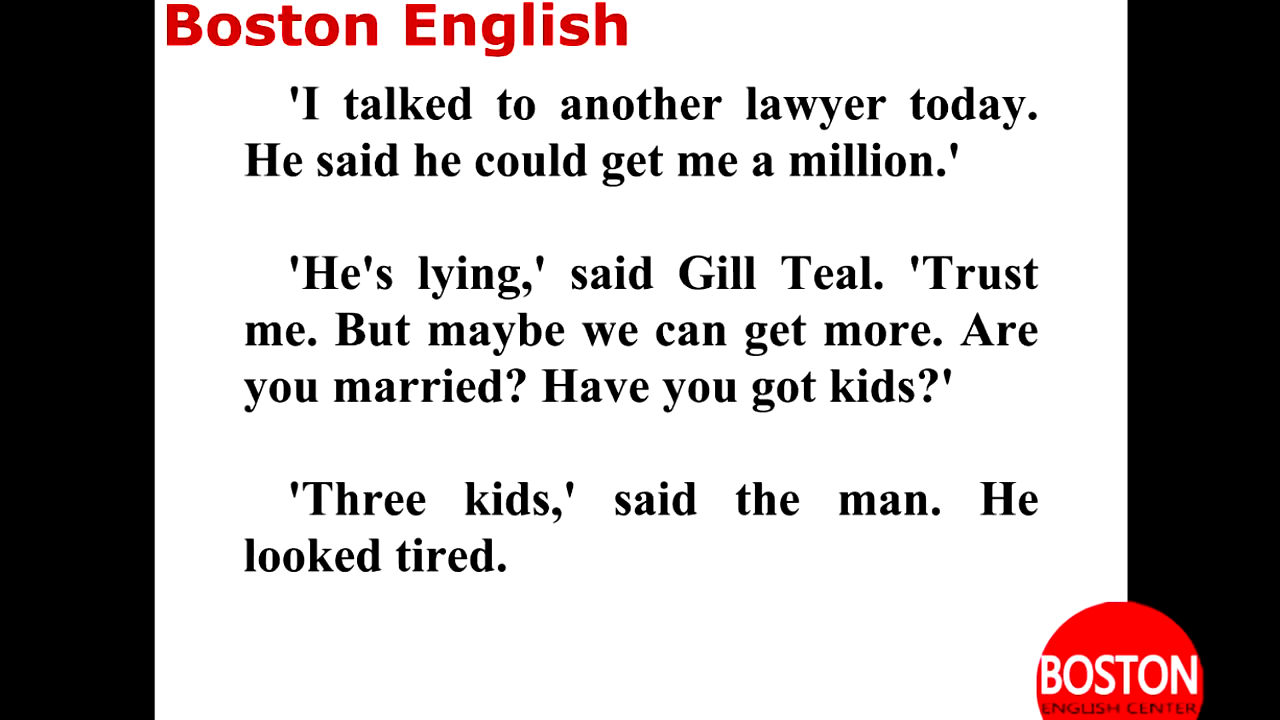 Boston English
'I talked to another lawyer today.
He said he could get me a million.'
'He's lying,' said Gill Teal. 'Trust
me. But maybe we can get more. Are
you married? Have you got kids?'
'Three kids,' said the man. He
looked tired.
BOSTON
ENGLISH CENTER